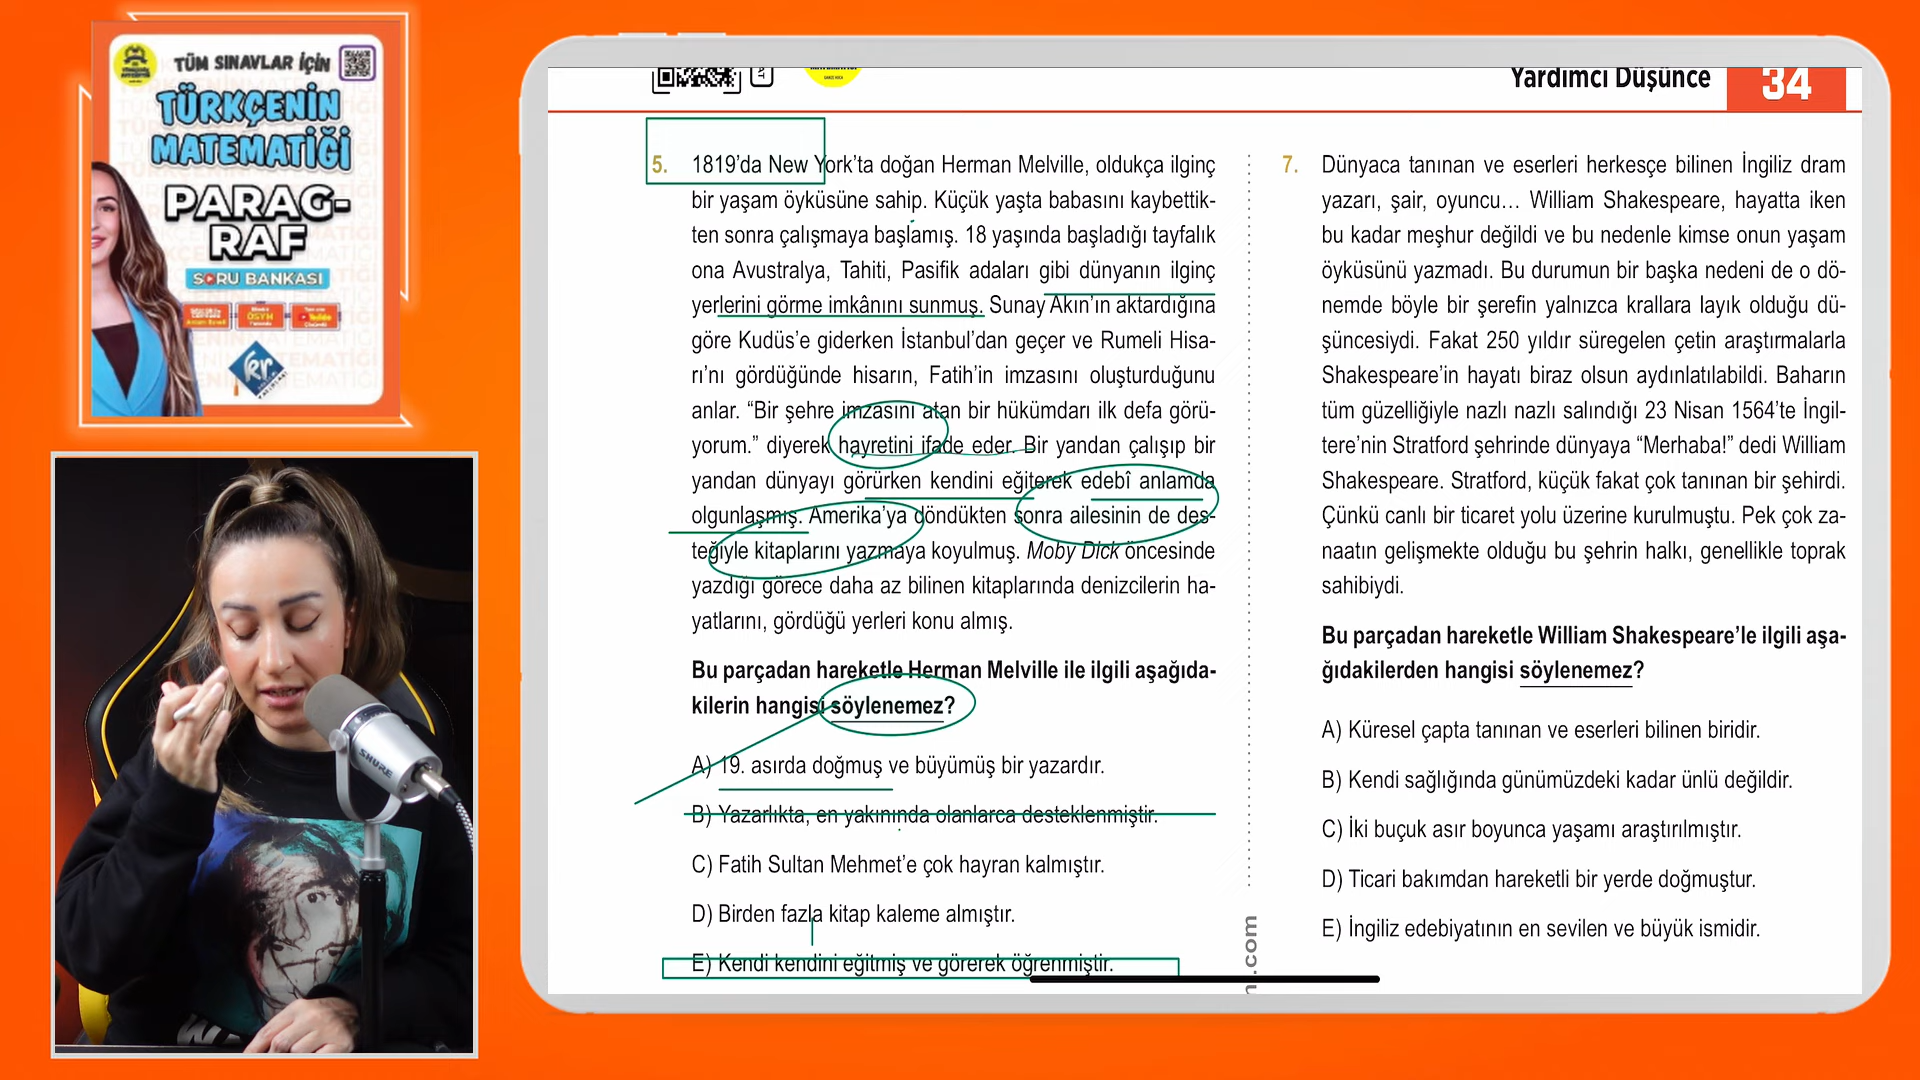 TÜM SINAVLAR İÇİN
TÜRKÇENİN
MATEMATİĞİ
PARAG-
RAF
SORU BANKASI
Yardımcı Düşünce
34
5. 1819’da New York’ta doğan Herman Melville, oldukça ilginç
bir yaşam öyküsüne sahip. Küçük yaşta babasını kaybettik-
ten sonra çalışmaya başlamış. 18 yaşında başladığı tayfalık
ona Avustralya, Tahiti, Pasifik adaları gibi dünyanın ilginç
yerlerini görme imkânını sunmuş. Sunay Akın’ın aktardığına
göre Kudüs’e giderken İstanbul’dan geçer ve Rumeli Hisa-
rı’nı gördüğünde hisarın, Fatih’in imzasını oluşturduğunu
anlar. “Bir şehre imzasını atan bir hükümdarı ilk defa görü-
yorum.” diyerek hayretini ifade eder. Bir yandan çalışıp bir
yandan dünyayı görürken kendini eğiterek edebî anlamda
olgunlaşmış. Amerika’ya döndükten sonra ailesinin de des-
teğiyle kitaplarını yazmaya koyulmuş. Moby Dick öncesinde
yazdığı görece daha az bilinen kitaplarında denizcilerin ha-
yatlarını, gördüğü yerleri konu almış.
Bu parçadan hareketle Herman Melville ile ilgili aşağıda-
kilerin hangisi söylenemez?
A) 19. asırda doğmuş ve büyümüş bir yazardır.
B) Yazarlıkta, en yakınında olanlarca desteklenmiştir.
C) Fatih Sultan Mehmet’e çok hayran kalmıştır.
D) Birden fazla kitap kaleme almıştır.
E) Kendi kendini eğitmiş ve görerek öğrenmiştir.
7. Dünyaca tanınan ve eserleri herkesçe bilinen İngiliz dram
yazarı, şair, oyuncu... William Shakespeare, hayatta iken
bu kadar meşhur değildi ve bu nedenle kimse onun yaşam
öyküsünü yazmadı. Bu durumun bir başka nedeni de o dö-
nemde böyle bir şerefin yalnızca krallara layık olduğu dü-
şüncesiydi. Fakat 250 yıldır süregelen çetin araştırmalarla
Shakespeare’in hayatı biraz olsun aydınlatılabildi. Baharın
tüm güzelliğiyle nazlı nazlı salındığı 23 Nisan 1564’te İngil-
tere’nin Stratford şehrinde dünyaya “Merhaba!” dedi William
Shakespeare. Stratford, küçük fakat çok tanınan bir şehirdi.
Çünkü canlı bir ticaret yolu üzerine kurulmuştu. Pek çok za-
naatın gelişmekte olduğu bu şehrin halkı, genellikle toprak
sahibiydi.
Bu parçadan hareketle William Shakespeare’le ilgili aşa-
ğıdakilerden hangisi söylenemez?
A) Küresel çapta tanınan ve eserleri bilinen biridir.
B) Kendi sağlığında günümüzdeki kadar ünlü değildir.
C) İki buçuk asır boyunca yaşamı araştırılmıştır.
D) Ticari bakımdan hareketli bir yerde doğmuştur.
E) İngiliz edebiyatının en sevilen ve büyük ismidir.
.com
SHURE